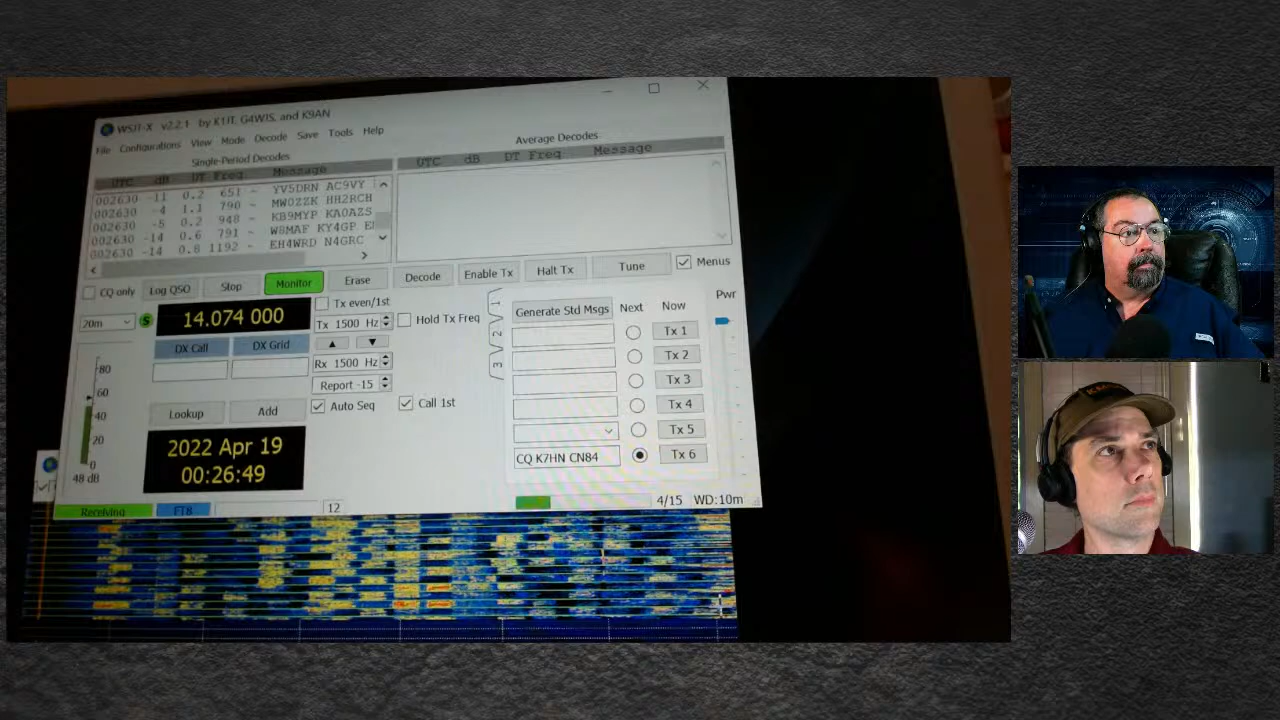 WSJT-X v2.2.1 by K1JT, G4WJS, and K9AN
File Configurations View Mode Decode Save Tools Help
Single-Period Decodes
Average Decodes
UTC dB DT Freq Message
UTC dB DT Freq Message
002630 -11 0.2 651 ~ YV5DRN AC9VY
002630 -4 1.1 790 ~ MW0ZZK HH2RCH
002630 -5 0.2 948 ~ KB9MYP KA0AZS
002630 -14 0.6 791 ~ W8MAF KY4GP
002630 -14 0.8 1192 ~ EH4WRD N4GRC
CQ only
Log QSO
Stop
Monitor
Erase
Decode
Enable Tx
Halt Tx
Tune
Menus
20m
S
14.074 000
Tx even/1st
Tx 1500 Hz
Hold Tx Freq
DX Call
DX Grid
Rx 1500 Hz
Report -15
Lookup
Add
Auto Seq
Call 1st
2022 Apr 19
00:26:49
80
60
40
20
0
48 dB
1
2
3
Generate Std Msgs
Next
Now
Pwr
Tx 1
Tx 2
Tx 3
Tx 4
Tx 5
CQ K7HN CN84
Tx 6
Receiving
FT8
12
4/15
WD:10m